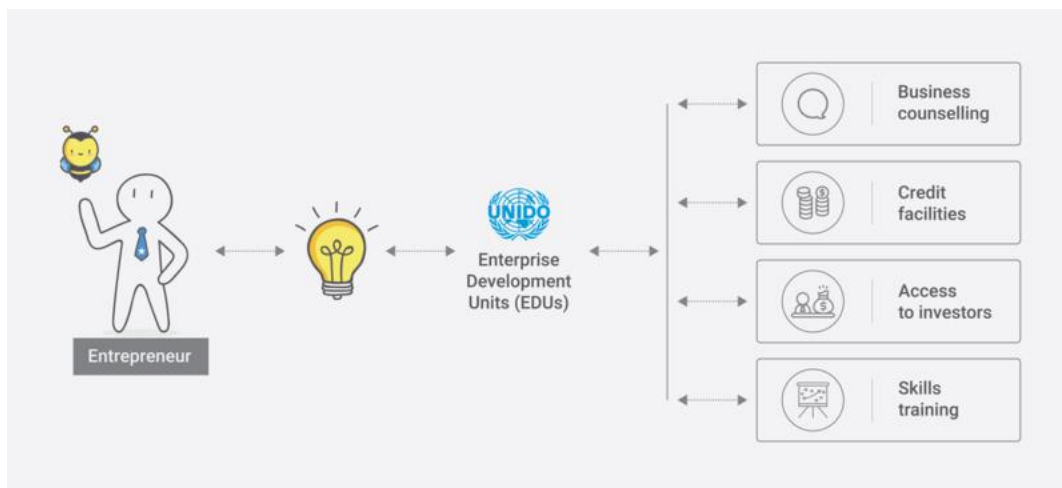 Entrepreneur
UNIDO
Enterprise
Development
Units (EDUs)
Business
counselling
Credit
facilities
Access
to investors
Skills
training